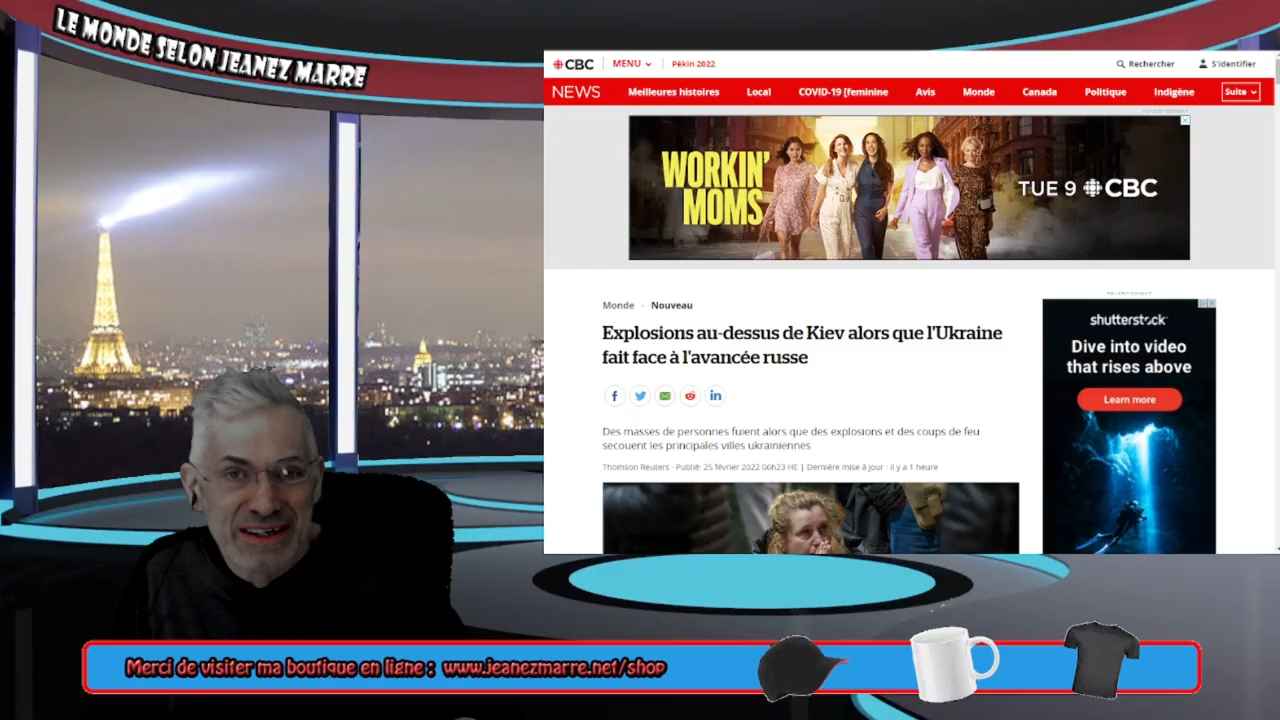 LE MONDE SELON JEANEZ MARRE
CBC MENU Pékin 2022 Rechercher S'identifier
NEWS Meilleures histoires Local COVID-19 [feminine Avis Monde Canada Politique Indigène Suite
ADVERTISEMENT
WORKIN'
MOMS
TUE 9 CBC
Monde · Nouveau
Explosions au-dessus de Kiev alors que l'Ukraine
fait face à l'avancée russe
Des masses de personnes fuient alors que des explosions et des coups de feu
secouent les principales villes ukrainiennes
Thomson Reuters · Publié: 25 février 2022 06h23 HE | Dernière mise à jour : il y a 1 heure
ADVERTISEMENT
shutterstock
Dive into video
that rises above
Learn more
Merci de visiter ma boutique en ligne : www.jeanezmarre.net/shop